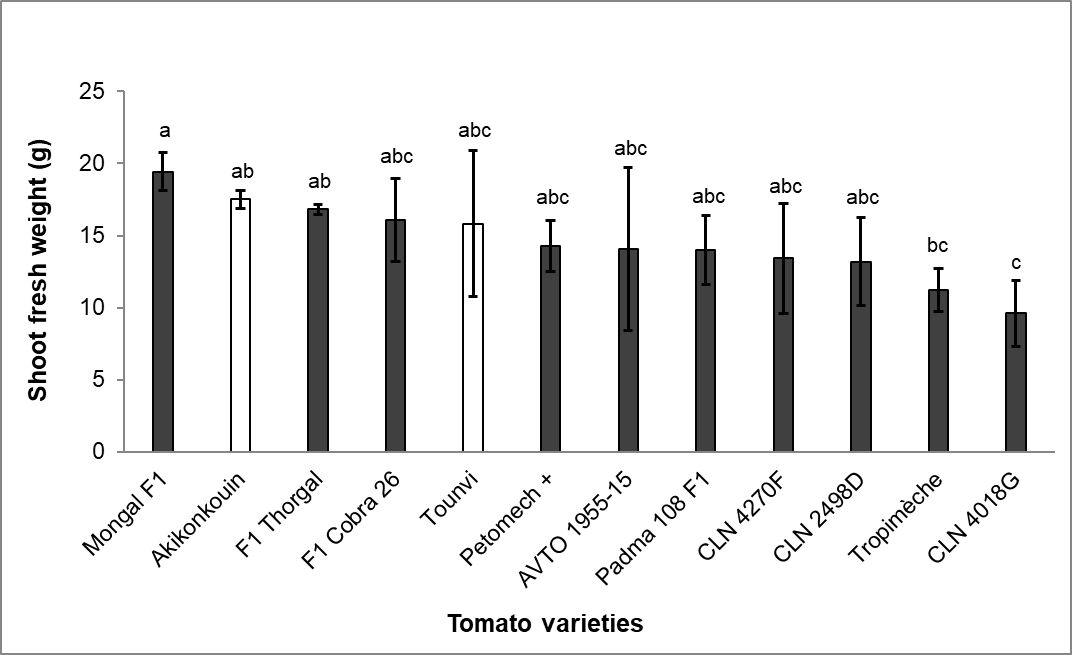 Shoot fresh weight (g)
25
20
15
10
5
0
a
ab
ab
abc
abc
abc
abc
abc
abc
abc
bc
c
Mongal F1
Akikonkouin
F1 Thorgal
F1 Cobra 26
Tounvi
Petomech +
AVTO 1955-15
Padma 108 F1
CLN 4270F
CLN 2498D
Tropimèche
CLN 4018G
Tomato varieties